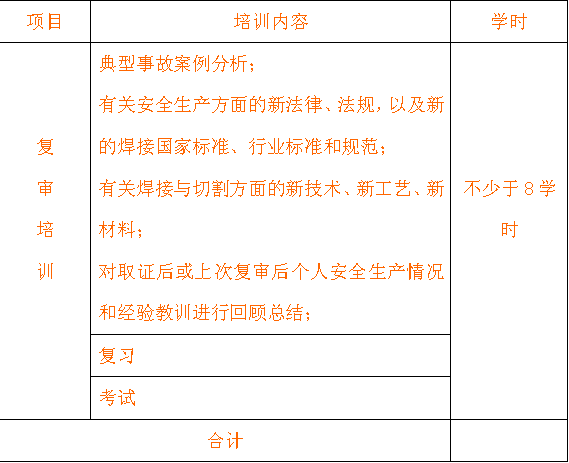 项目 培训内容 学时
典型事故案例分析；
有关安全生产方面的新法律、法规，以及新
的焊接国家标准、行业标准和规范；
有关焊接与切割方面的新技术、新工艺、新
材料；
对取证后或上次复审后个人安全生产情况
和经验教训进行回顾总结；
复
审
培
训
不少于8学
时
复习
考试
合计